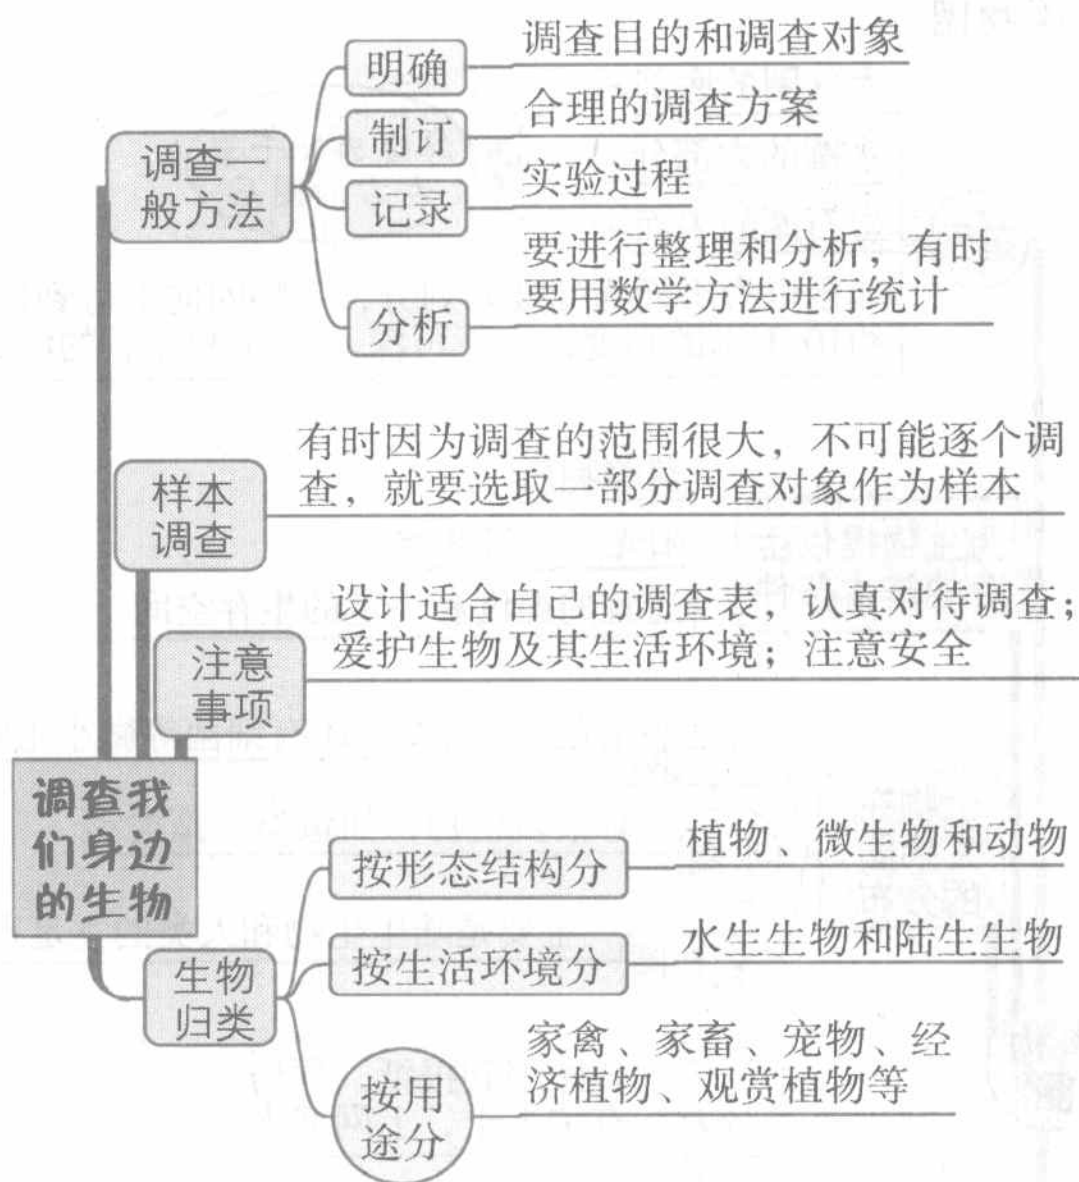 明确
调查目的和调查对象
制订
合理的调查方案
调查一
般方法
记录
实验过程
分析
要进行整理和分析，有时
要用数学方法进行统计
样本
调查
有时因为调查的范围很大，不可能逐个调
查，就要选取一部分调查对象作为样本
注意
事项
设计适合自己的调查表，认真对待调查；
爱护生物及其生活环境；注意安全
调查我
们身边
的生物
生物
归类
按形态结构分
植物、微生物和动物
按生活环境分
水生生物和陆生生物
按用
途分
家禽、家畜、宠物、经
济植物、观赏植物等